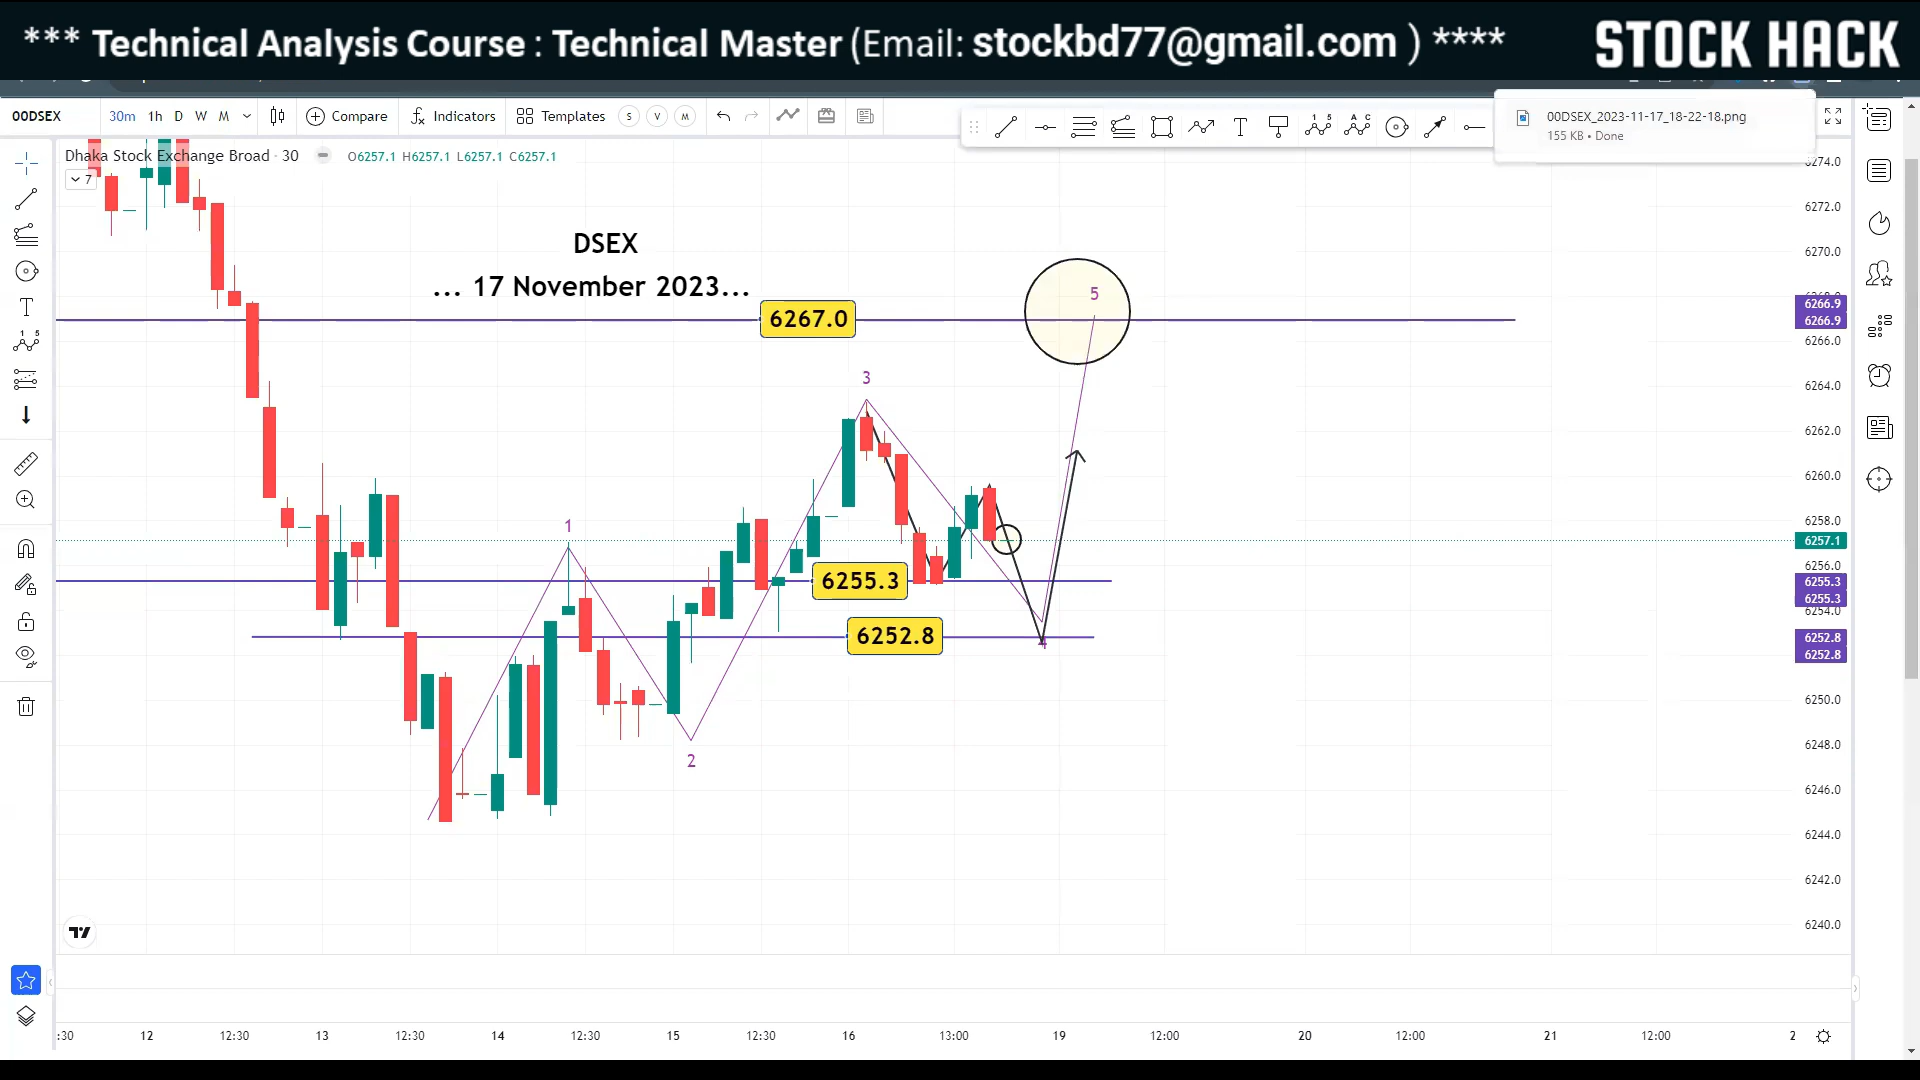 *** Technical Analysis Course : Technical Master (Email: stockbd77@gmail.com ) ****
STOCK HACK
00DSEX
30m 1h D W M
Compare
Indicators
Templates
S V M
00DSEX_2023-11-17_18-22-18.png
155 KB • Done
Dhaka Stock Exchange Broad · 30
O6257.1 H6257.1 L6257.1 C6257.1
7
DSEX
... 17 November 2023...
6267.0
6255.3
6252.8
1
2
3
4
5
6274.0
6272.0
6270.0
6266.9
6266.9
6266.0
6264.0
6262.0
6260.0
6258.0
6257.1
6256.0
6255.3
6255.3
6254.0
6252.8
6252.8
6250.0
6248.0
6246.0
6244.0
6242.0
6240.0
:30 12 12:30 13 12:30 14 12:30 15 12:30 16 13:00 19 12:00 20 12:00 21 12:00 2